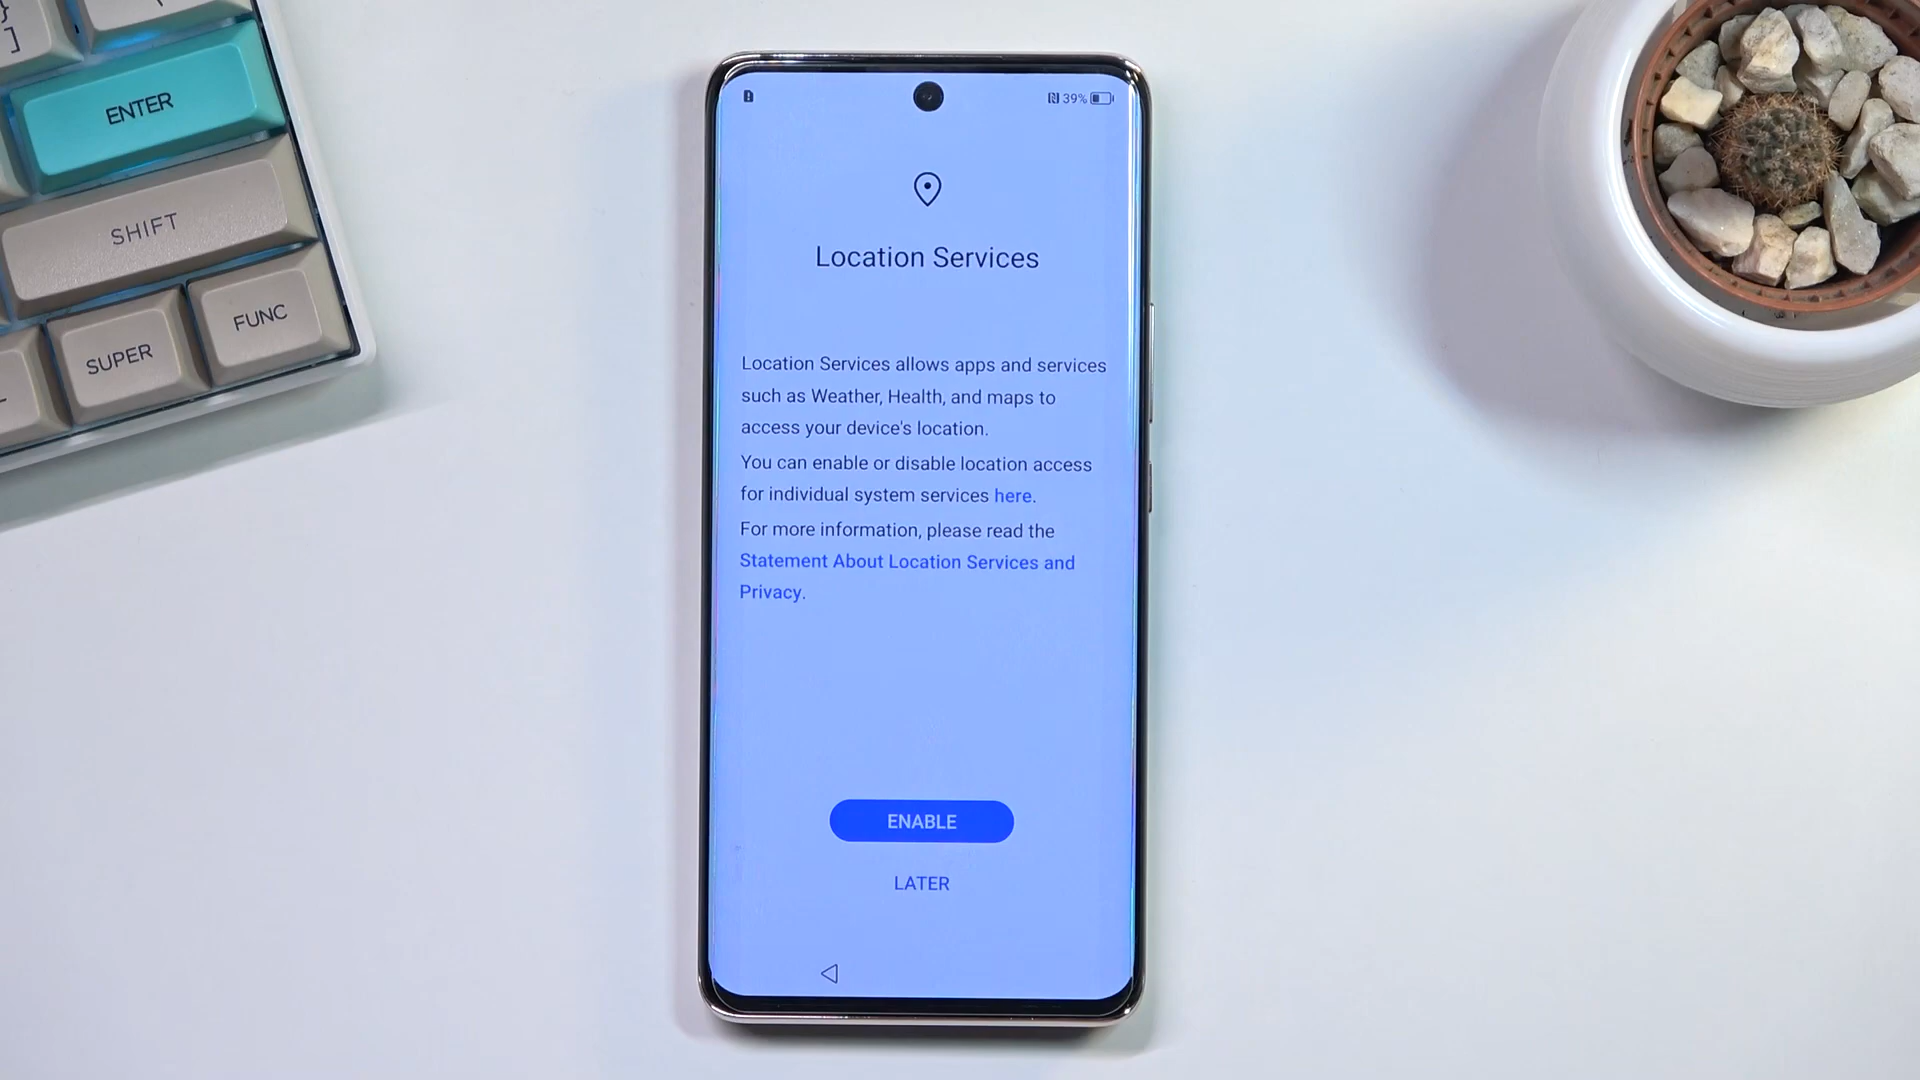 }
]
\
ENTER
SHIFT
FUNC
SUPER
39%
Location Services
Location Services allows apps and services
such as Weather, Health, and maps to
access your device's location.
You can enable or disable location access
for individual system services here.
For more information, please read the
Statement About Location Services and
Privacy.
ENABLE
LATER